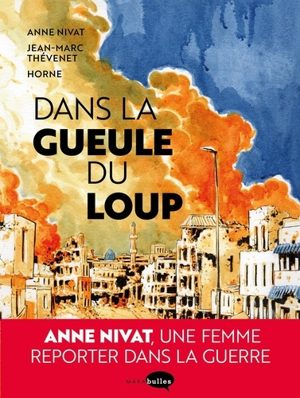 ANNE NIVAT
JEAN-MARC
THÉVENET
HORNE
DANS LA
GUEULE
DU
LOUP
ANNE NIVAT, UNE FEMME
REPORTER DANS LA GUERRE
marabulles